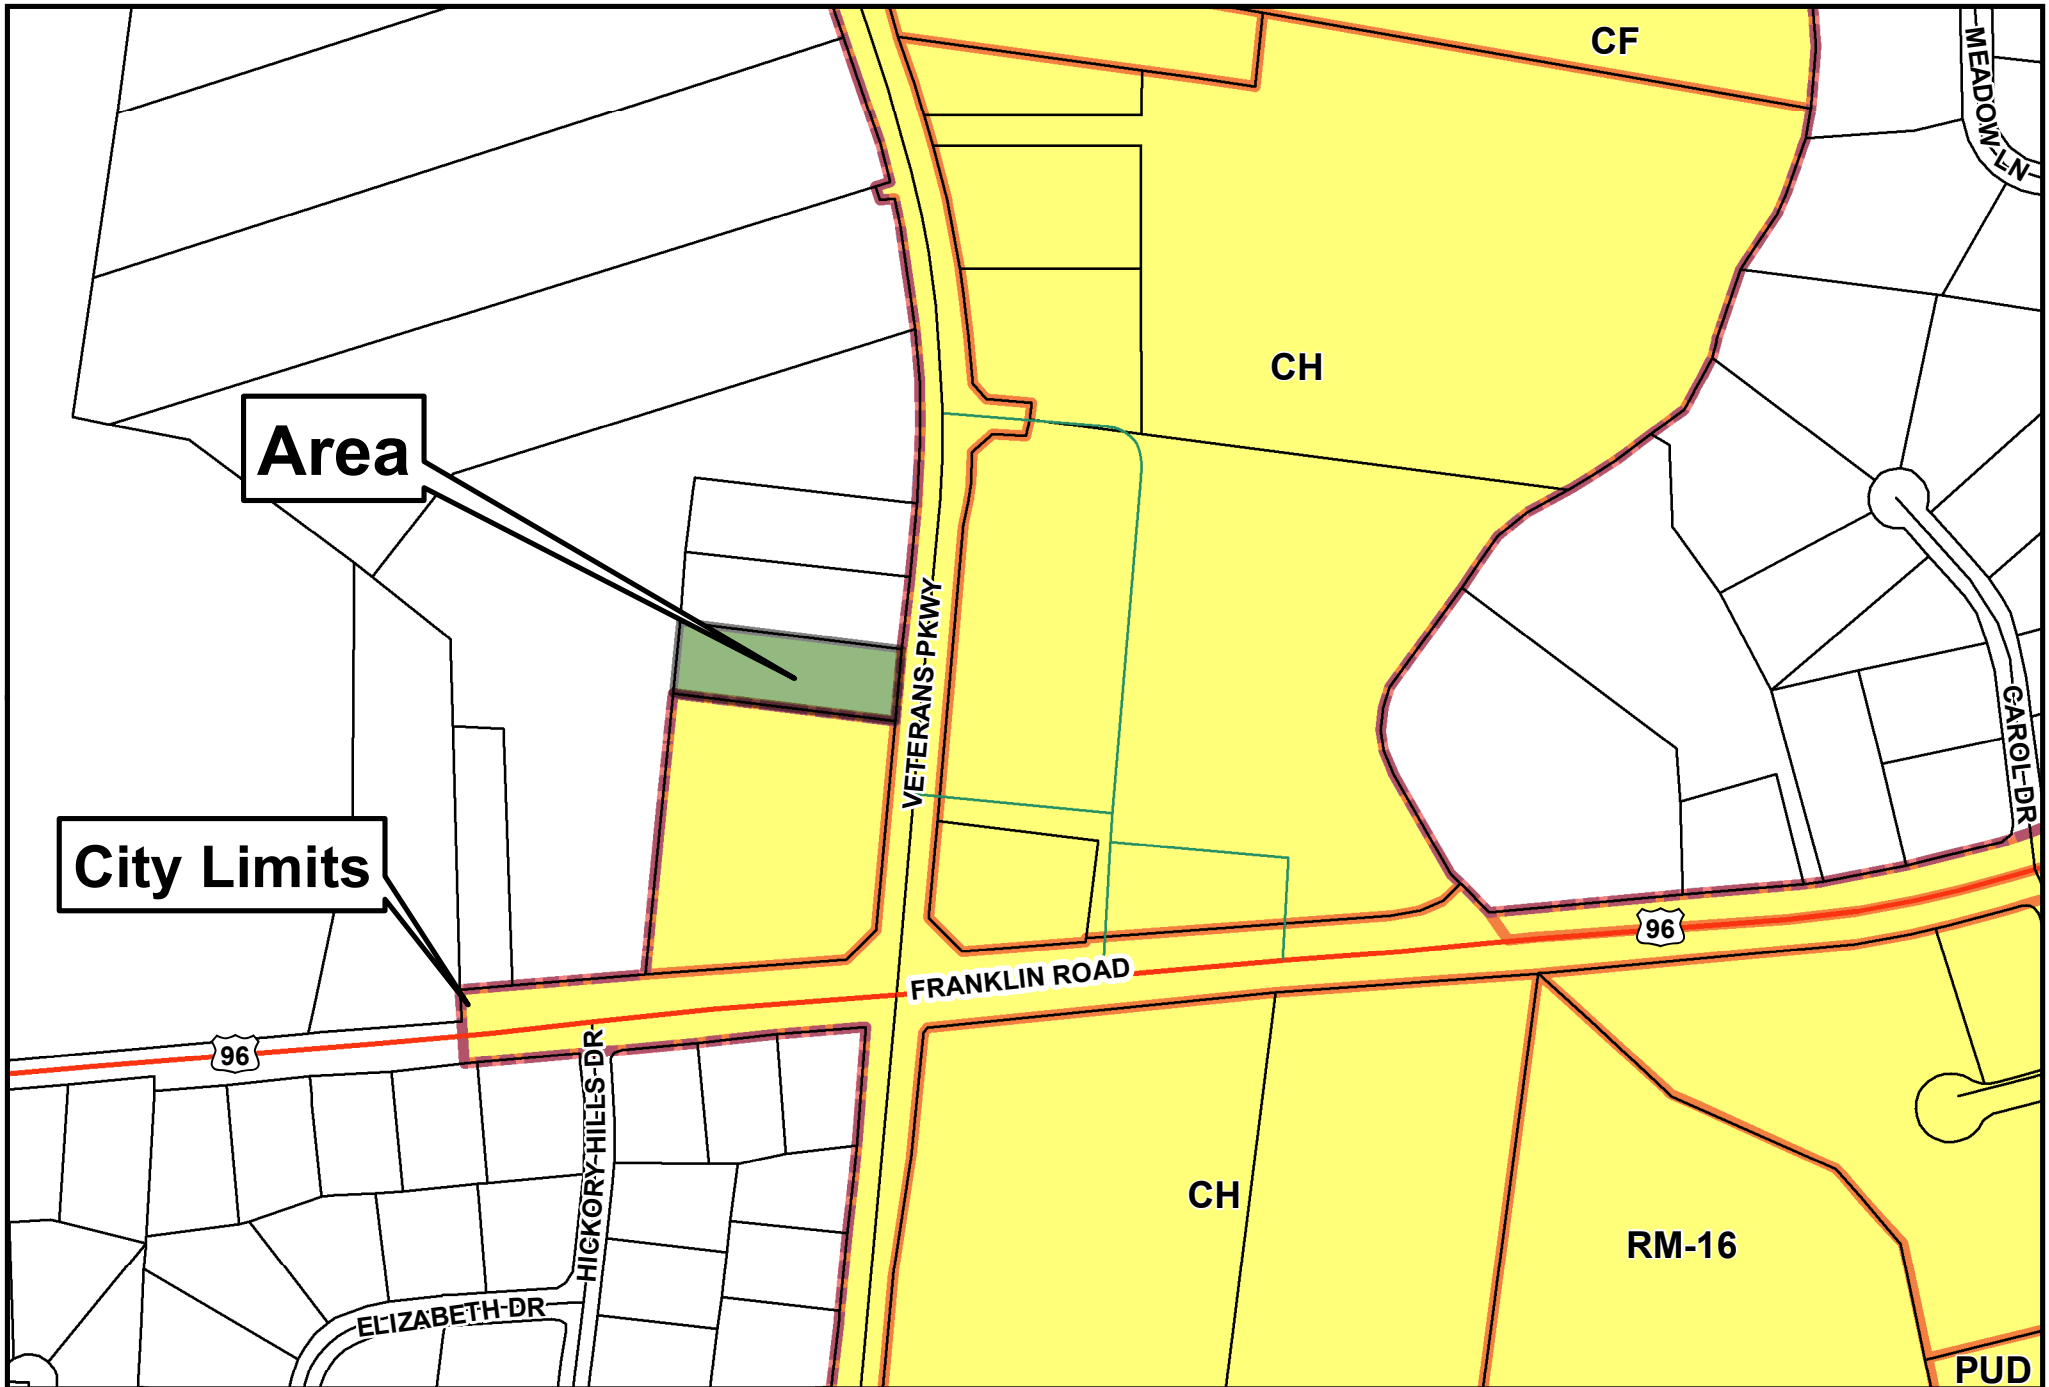 CF
MEADOW LN
CH
Area
VETERANS PKWY
CAROL DR
City Limits
96
FRANKLIN ROAD
96
HICKORY HILLS DR
CH
RM-16
ELIZABETH DR
PUD